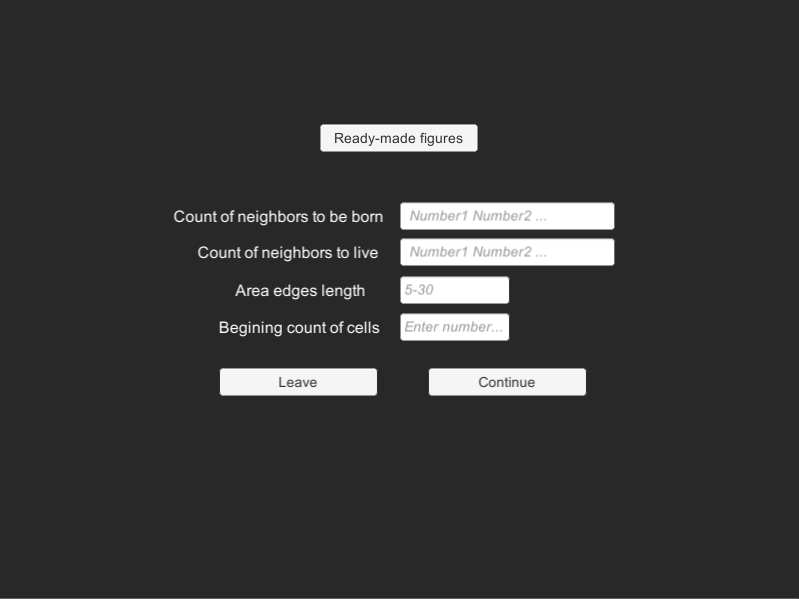 Ready-made figures
Count of neighbors to be born Number1 Number2 ...
Count of neighbors to live Number1 Number2 ...
Area edges length 5-30
Begining count of cells Enter number...
Leave Continue